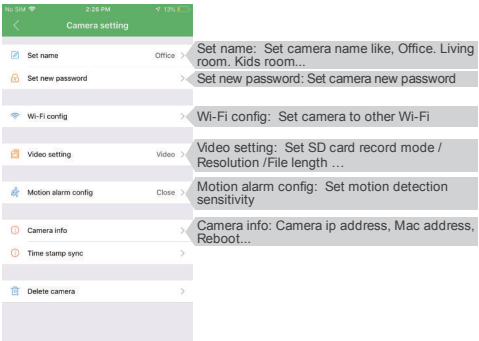 No SIM 2:26 PM 13%
Camera setting
Set name Office
Set name: Set camera name like, Office. Living
room. Kids room...
Set new password
Set new password: Set camera new password
Wi-Fi config
Wi-Fi config: Set camera to other Wi-Fi
Video setting Video
Video setting: Set SD card record mode /
Resolution /File length …
Motion alarm config Close
Motion alarm config: Set motion detection
sensitivity
Camera info
Camera info: Camera ip address, Mac address,
Reboot...
Time stamp sync
Delete camera